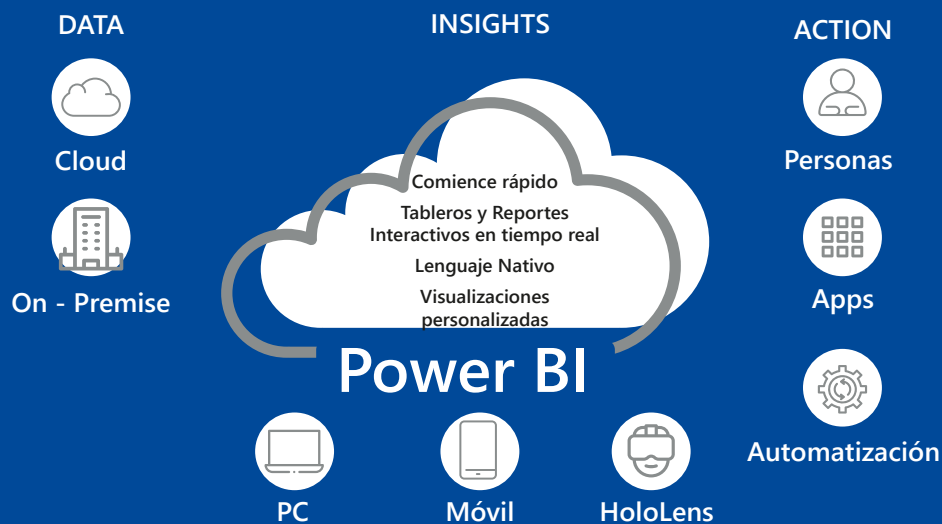 DATA
INSIGHTS
ACTION
Cloud
On - Premise
Comience rápido
Tableros y Reportes
Interactivos en tiempo real
Lenguaje Nativo
Visualizaciones
personalizadas
Power BI
Personas
Apps
Automatización
PC
Móvil
HoloLens